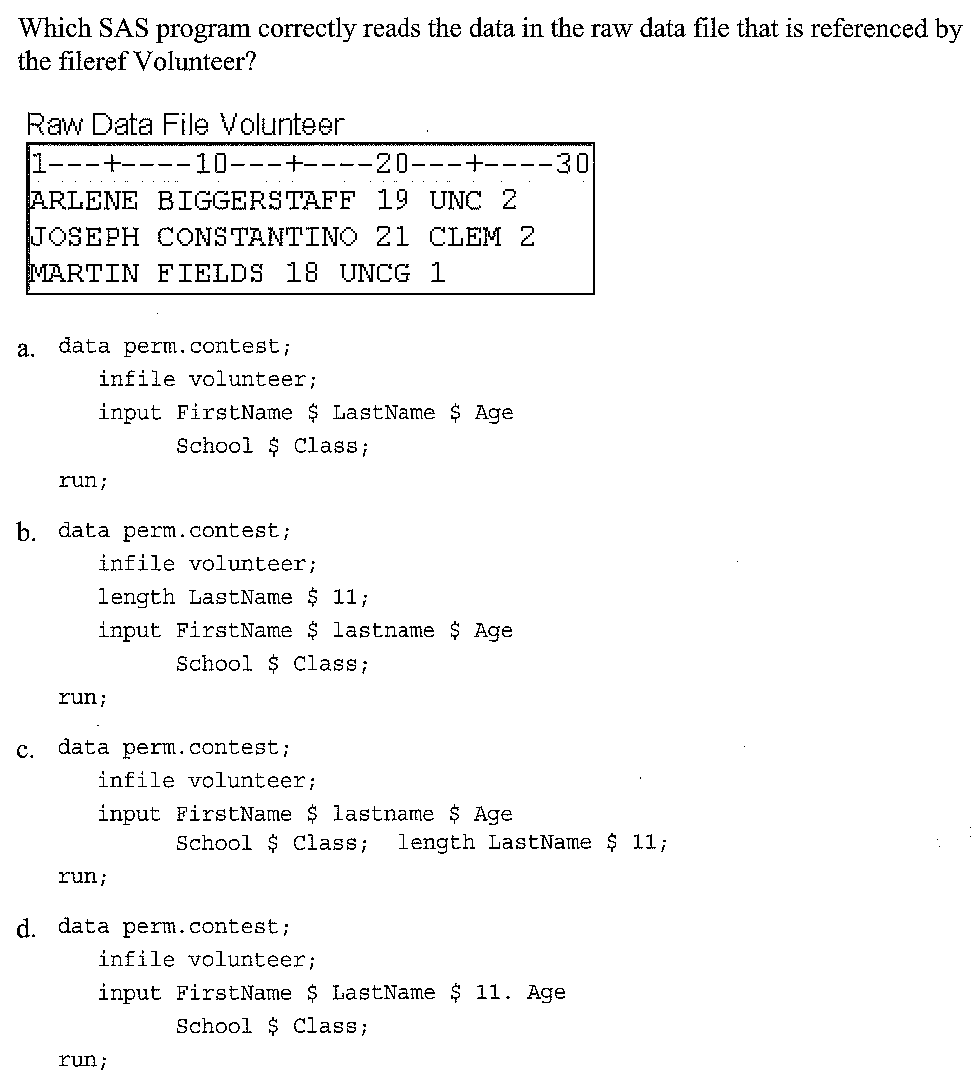 Which SAS program correctly reads the data in the raw data file that is referenced by
the fileref Volunteer?
Raw Data File Volunteer
1---+----10---+----20---+----30
ARLENE BIGGERSTAFF 19 UNC 2
JOSEPH CONSTANTINO 21 CLEM 2
MARTIN FIELDS 18 UNCG 1
a. data perm.contest;
infile volunteer;
input FirstName $ LastName $ Age
School $ Class;
run;
b. data perm.contest;
infile volunteer;
length LastName $ 11;
input FirstName $ lastname $ Age
School $ Class;
run;
c. data perm.contest;
infile volunteer;
input FirstName $ lastname $ Age
School $ Class; length LastName $ 11;
run;
d. data perm.contest;
infile volunteer;
input FirstName $ LastName $ 11. Age
School $ Class;
run;